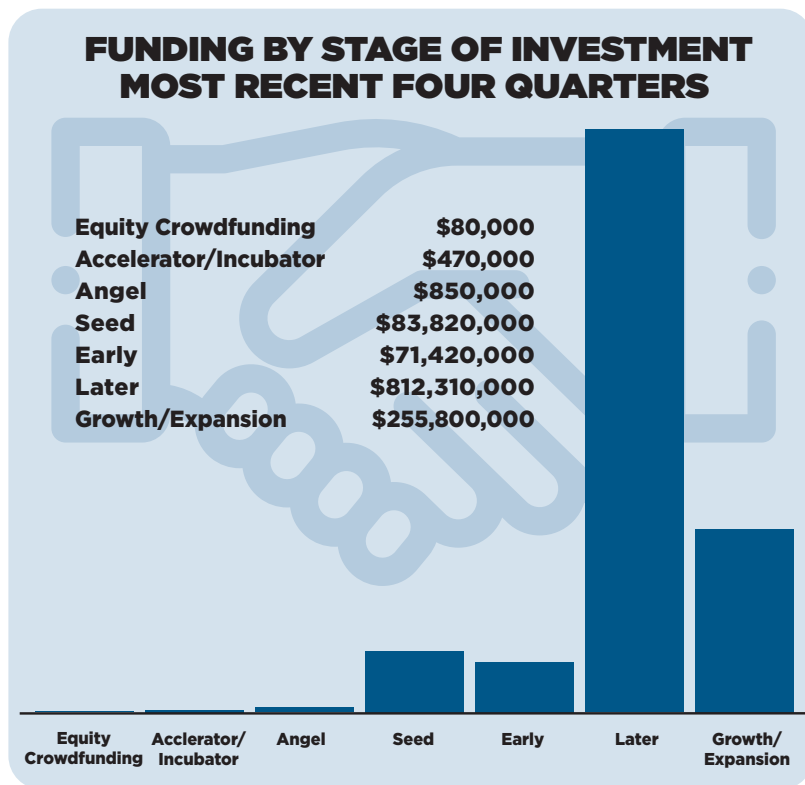 FUNDING BY STAGE OF INVESTMENT
MOST RECENT FOUR QUARTERS
Equity Crowdfunding $80,000
Accelerator/Incubator $470,000
Angel $850,000
Seed $83,820,000
Early $71,420,000
Later $812,310,000
Growth/Expansion $255,800,000
Equity Crowdfunding
Acclerator/ Incubator
Angel
Seed
Early
Later
Growth/ Expansion